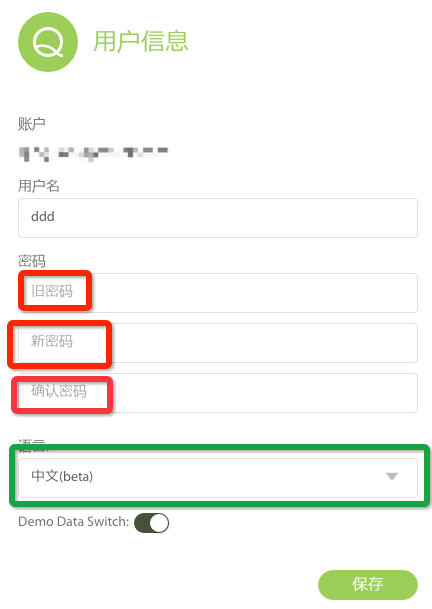 用户信息
账户
用户名
ddd
密码
旧密码
新密码
确认密码
语言:
中文(beta)
Demo Data Switch:
保存